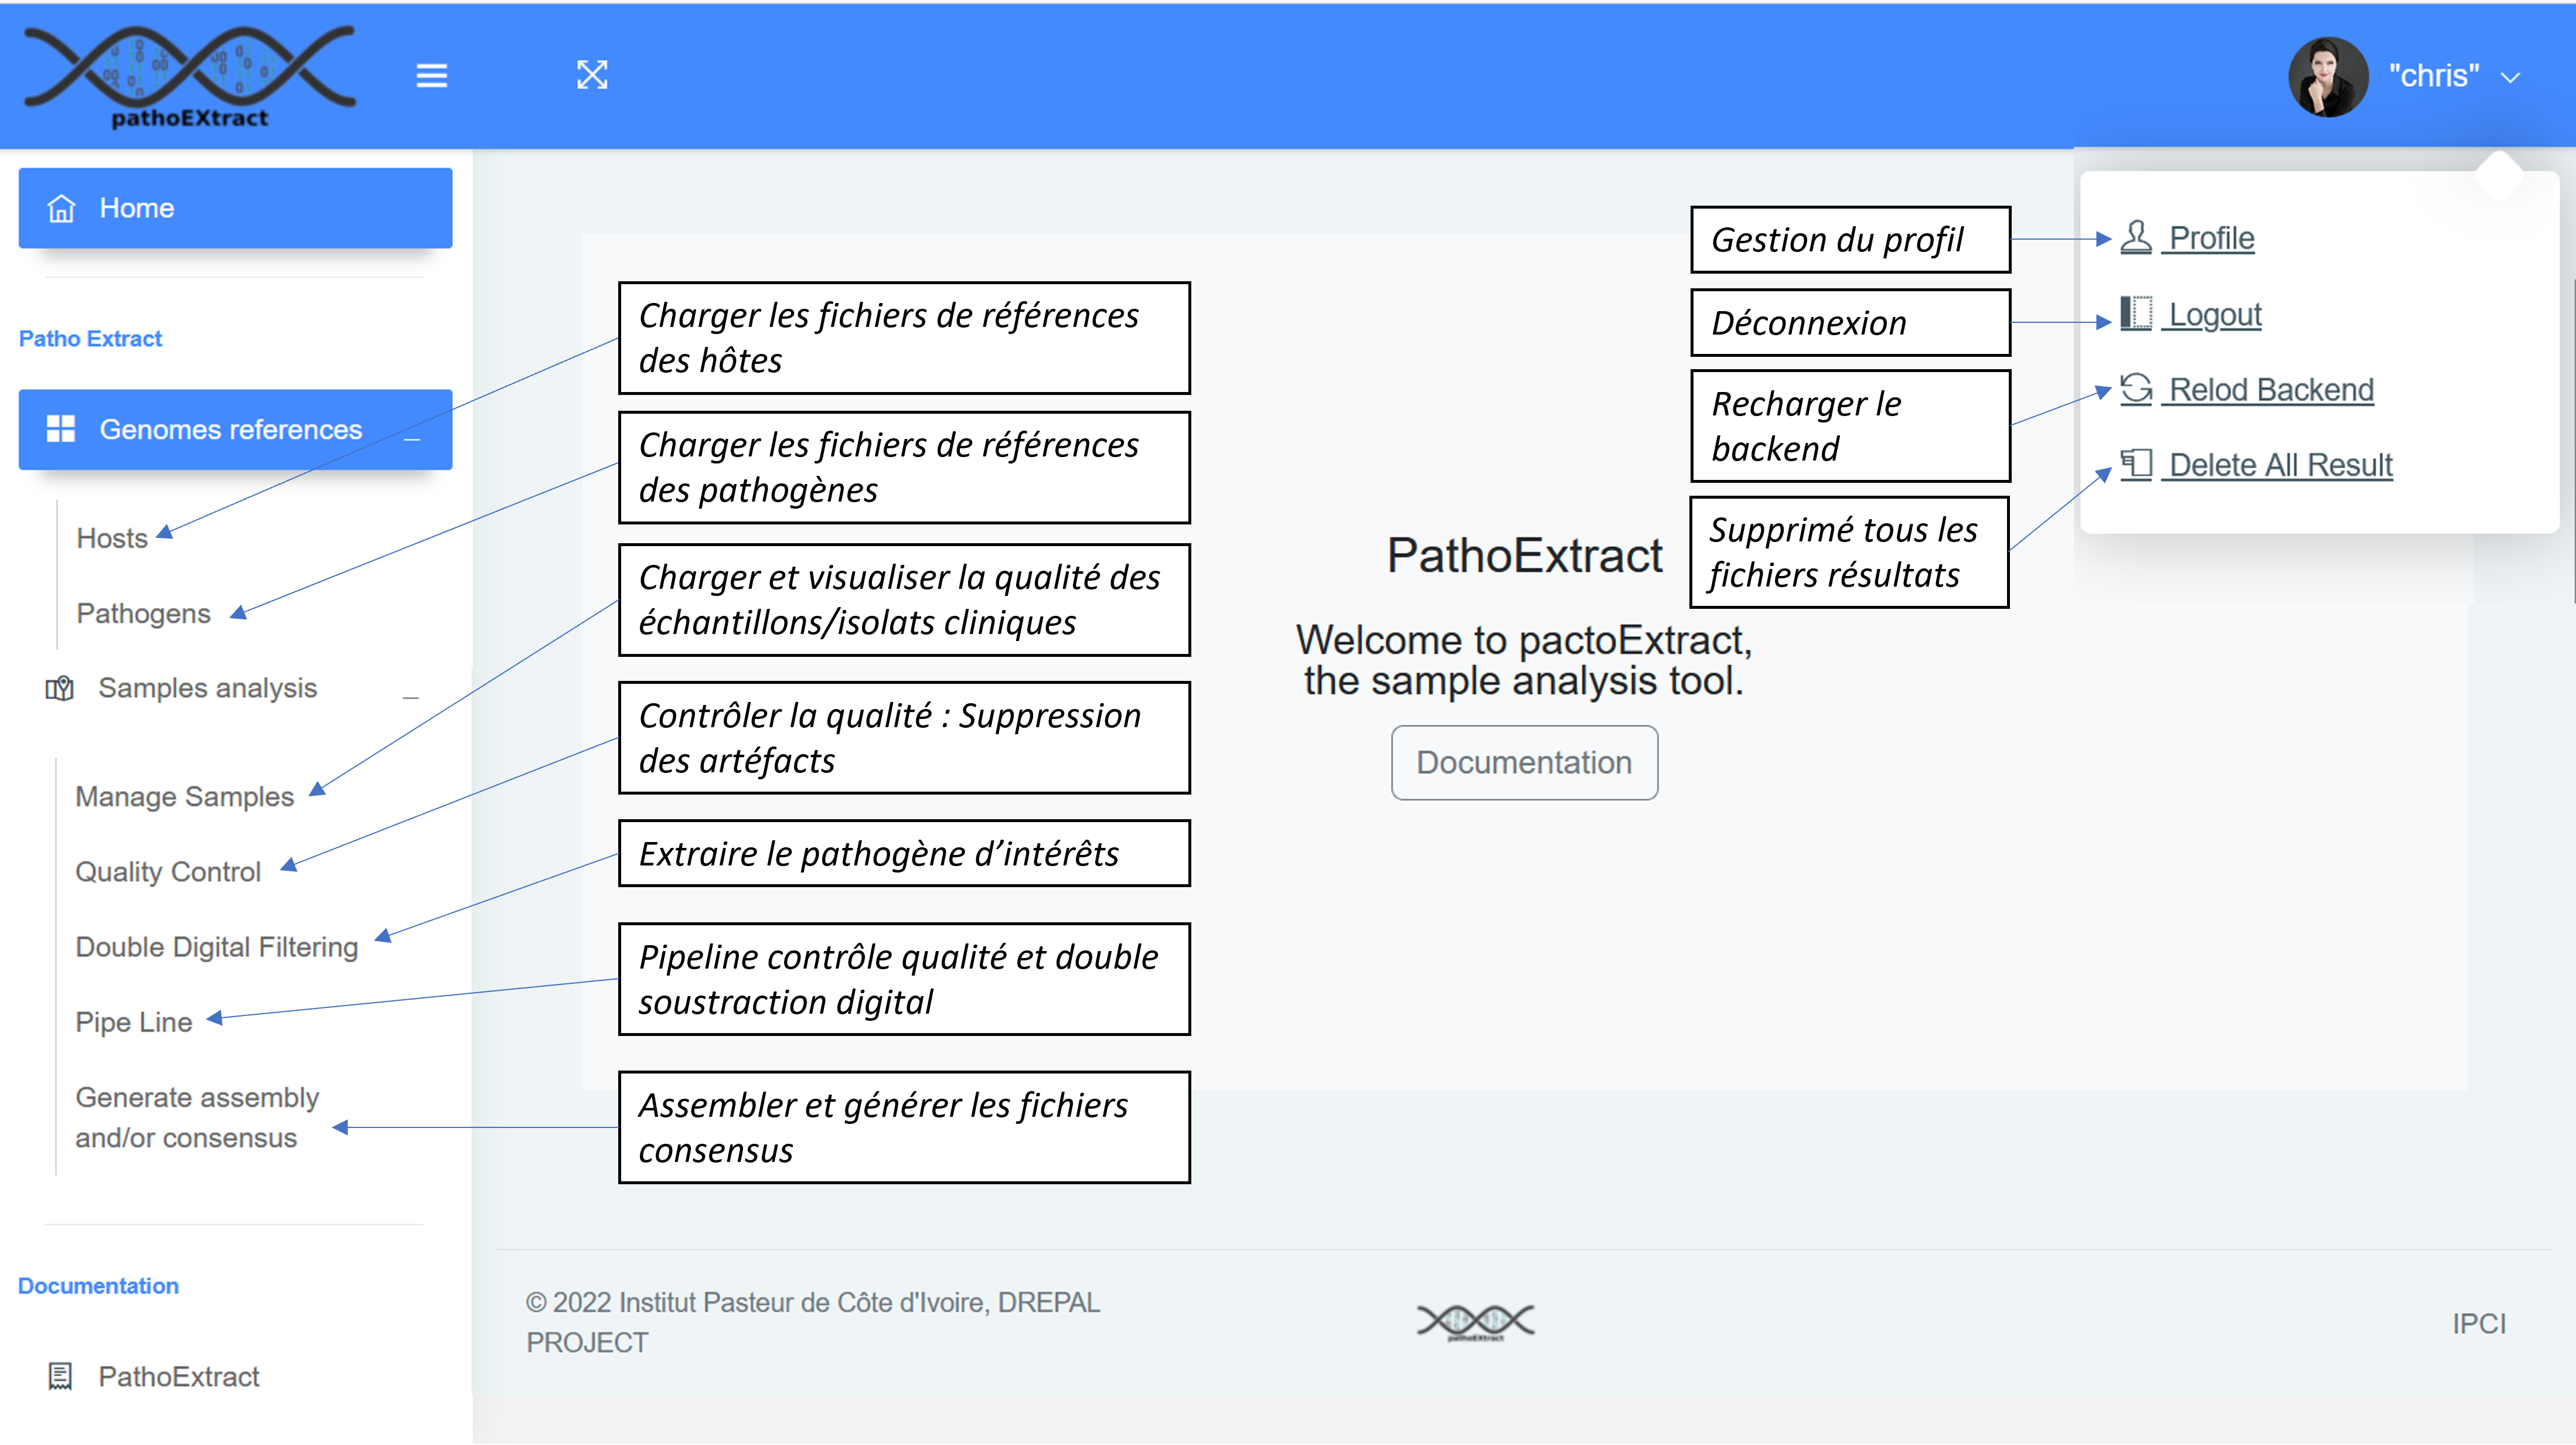 pathoEXtract
"chris"
Home
Patho Extract
Genomes references
Hosts
Pathogens
Samples analysis
Manage Samples
Quality Control
Double Digital Filtering
Pipe Line
Generate assembly
and/or consensus
Documentation
PathoExtract
Charger les fichiers de références
des hôtes
Charger les fichiers de références
des pathogènes
Charger et visualiser la qualité des
échantillons/isolats cliniques
Contrôler la qualité : Suppression
des artéfacts
Extraire le pathogène d’intérêts
Pipeline contrôle qualité et double
soustraction digital
Assembler et générer les fichiers
consensus
PathoExtract
Welcome to pactoExtract,
the sample analysis tool.
Documentation
Gestion du profil
Déconnexion
Recharger le
backend
Supprimé tous les
fichiers résultats
Profile
Logout
Relod Backend
Delete All Result
© 2022 Institut Pasteur de Côte d'Ivoire, DREPAL
PROJECT
pathoEXtract
IPCI